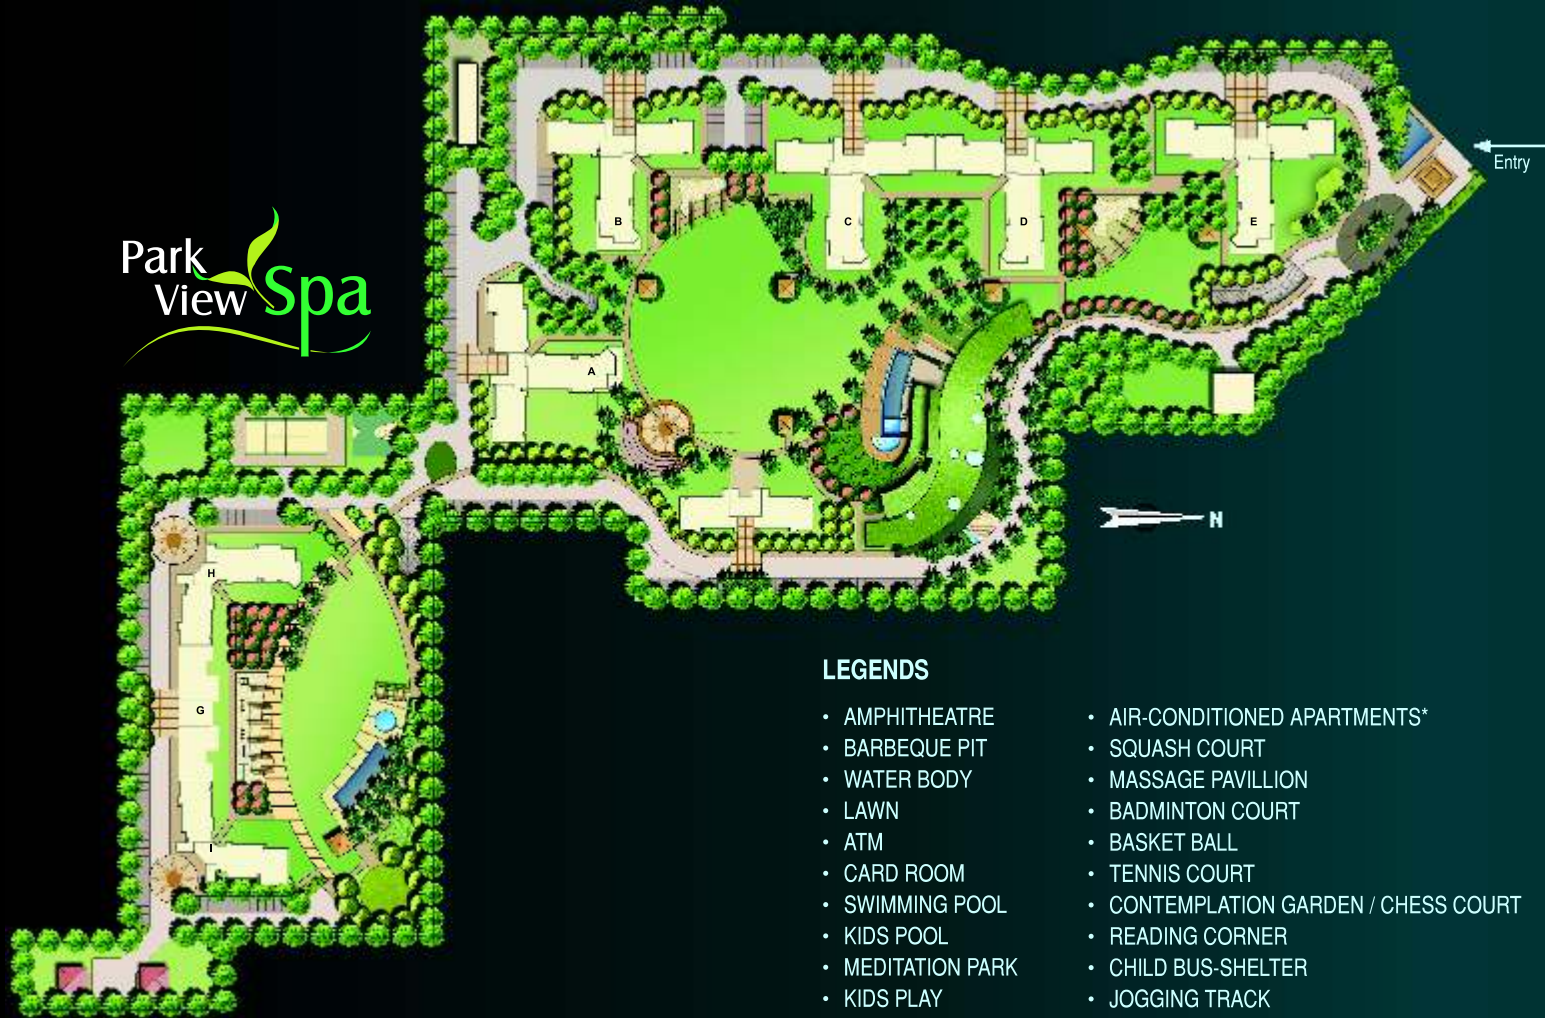 Entry
B
C
D
E
Park
View Spa
A
N
H
G
I
LEGENDS
• AMPHITHEATRE
• BARBEQUE PIT
• WATER BODY
• LAWN
• ATM
• CARD ROOM
• SWIMMING POOL
• KIDS POOL
• MEDITATION PARK
• KIDS PLAY
• AIR-CONDITIONED APARTMENTS*
• SQUASH COURT
• MASSAGE PAVILLION
• BADMINTON COURT
• BASKET BALL
• TENNIS COURT
• CONTEMPLATION GARDEN / CHESS COURT
• READING CORNER
• CHILD BUS-SHELTER
• JOGGING TRACK